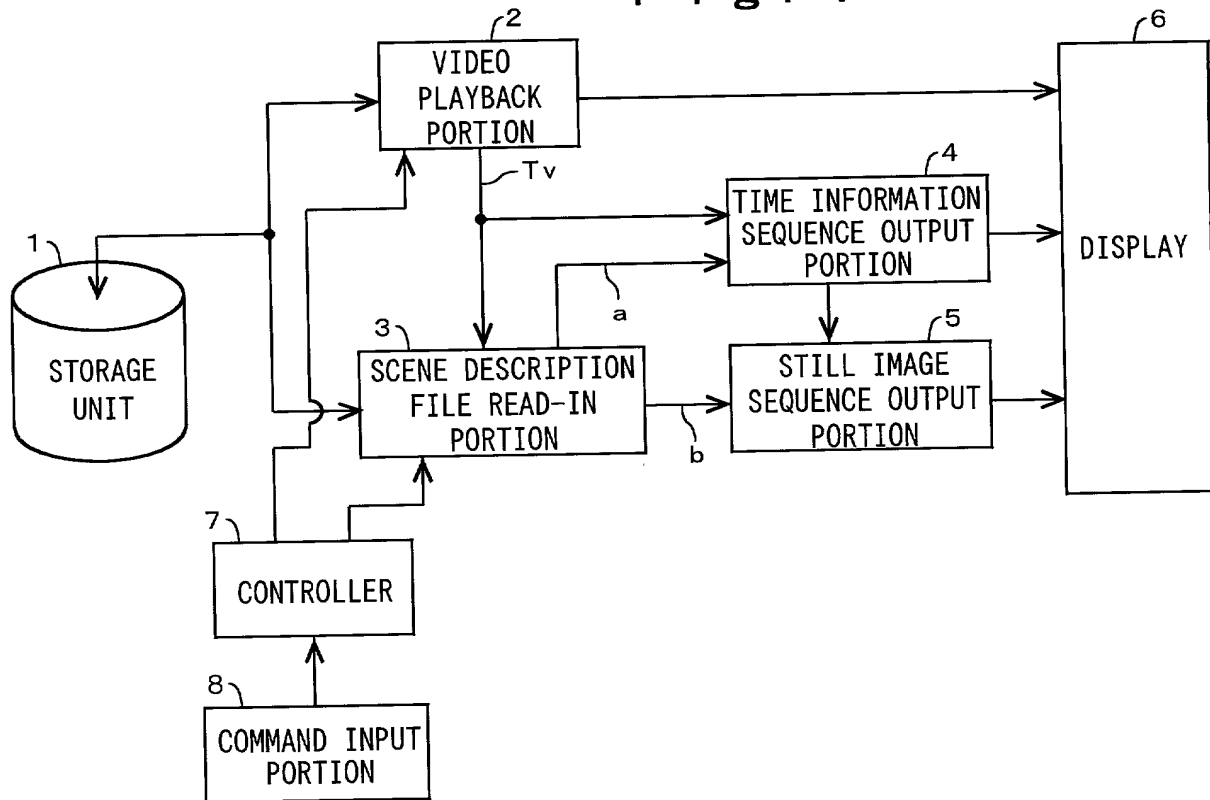 2
VIDEO
PLAYBACK
PORTION
6
DISPLAY
Tv
4
TIME INFORMATION
SEQUENCE OUTPUT
PORTION
1
STORAGE
UNIT
a
3
SCENE DESCRIPTION
FILE READ-IN
PORTION
b
5
STILL IMAGE
SEQUENCE OUTPUT
PORTION
7
CONTROLLER
8
COMMAND INPUT
PORTION